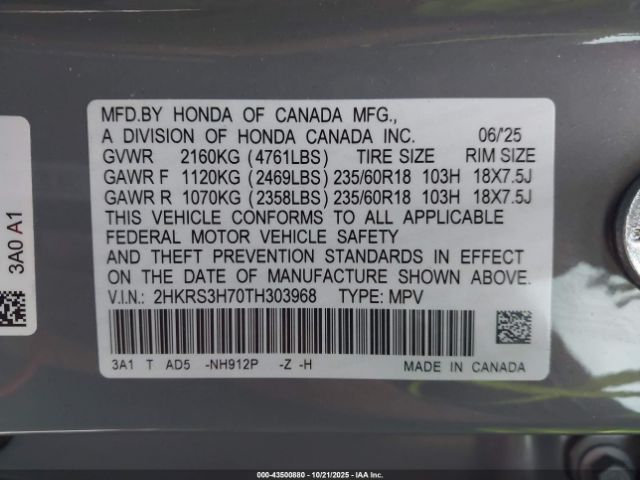 MFD.BY HONDA OF CANADA MFG.,
A DIVISION OF HONDA CANADA INC. 06/'25
GVWR 2160KG (4761LBS) TIRE SIZE RIM SIZE
GAWR F 1120KG (2469LBS) 235/60R18 103H 18X7.5J
GAWR R 1070KG (2358LBS) 235/60R18 103H 18X7.5J
THIS VEHICLE CONFORMS TO ALL APPLICABLE
FEDERAL MOTOR VEHICLE SAFETY
AND THEFT PREVENTION STANDARDS IN EFFECT
ON THE DATE OF MANUFACTURE SHOWN ABOVE.
V.I.N.: 2HKRS3H70TH303968 TYPE: MPV
3A1 T AD5 -NH912P -Z -H MADE IN CANADA
3A0 A1
000-43500880 - 10/21/2025 - IAAI.com